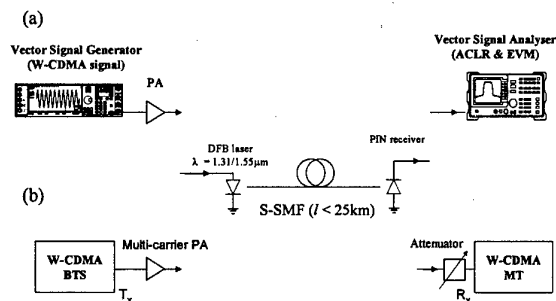 (a)
Vector Signal Generator
(W-CDMA signal)
PA
Vector Signal Analyser
(ACLR & EVM)
DFB laser
λ = 1.31/1.55μm
PIN receiver
S-SMF (l < 25km)
(b)
W-CDMA
BTS
Multi-carrier PA
Tx
Attenuator
Rx
W-CDMA
MT